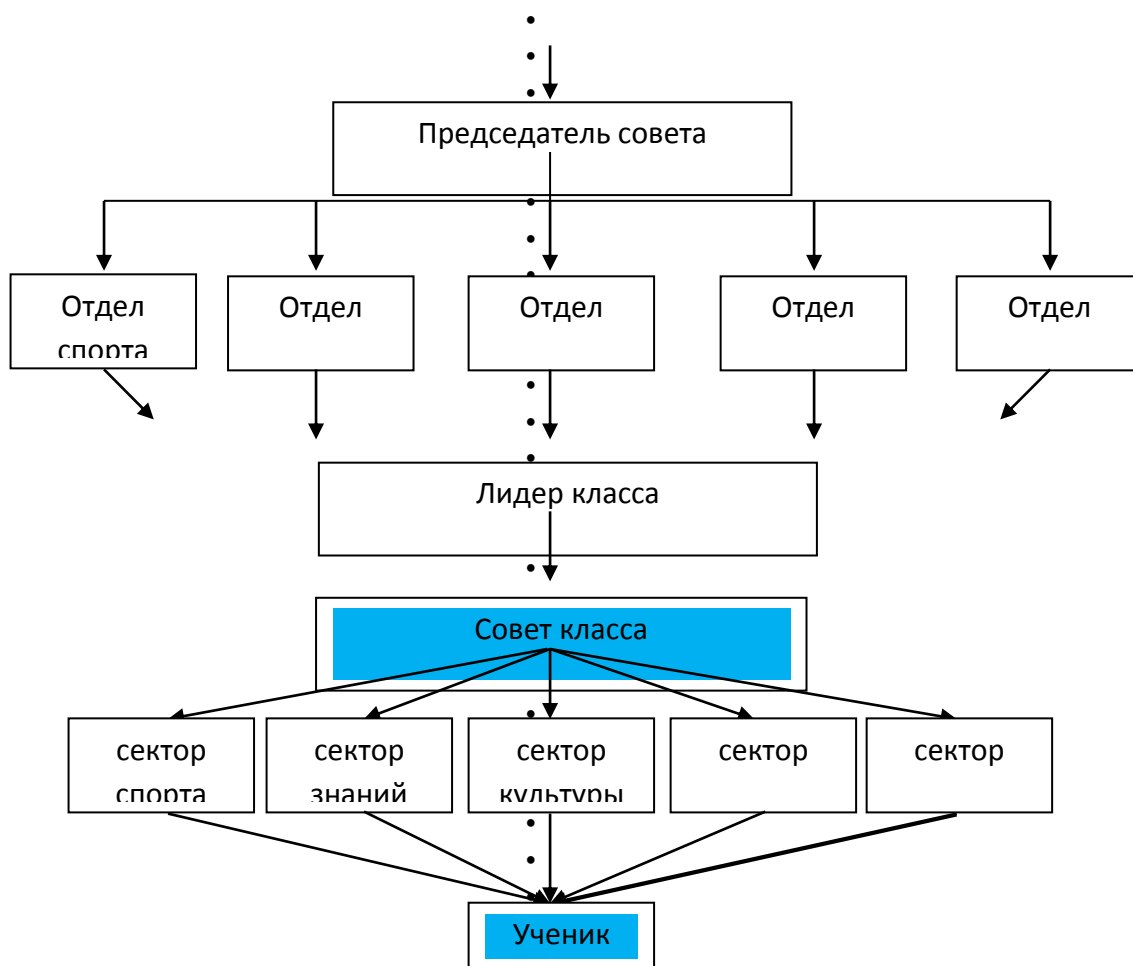 Председатель совета
Отдел
спорта
Отдел
Отдел
Отдел
Отдел
Лидер класса
Совет класса
сектор
спорта
сектор
знаний
сектор
культуры
сектор
сектор
Ученик